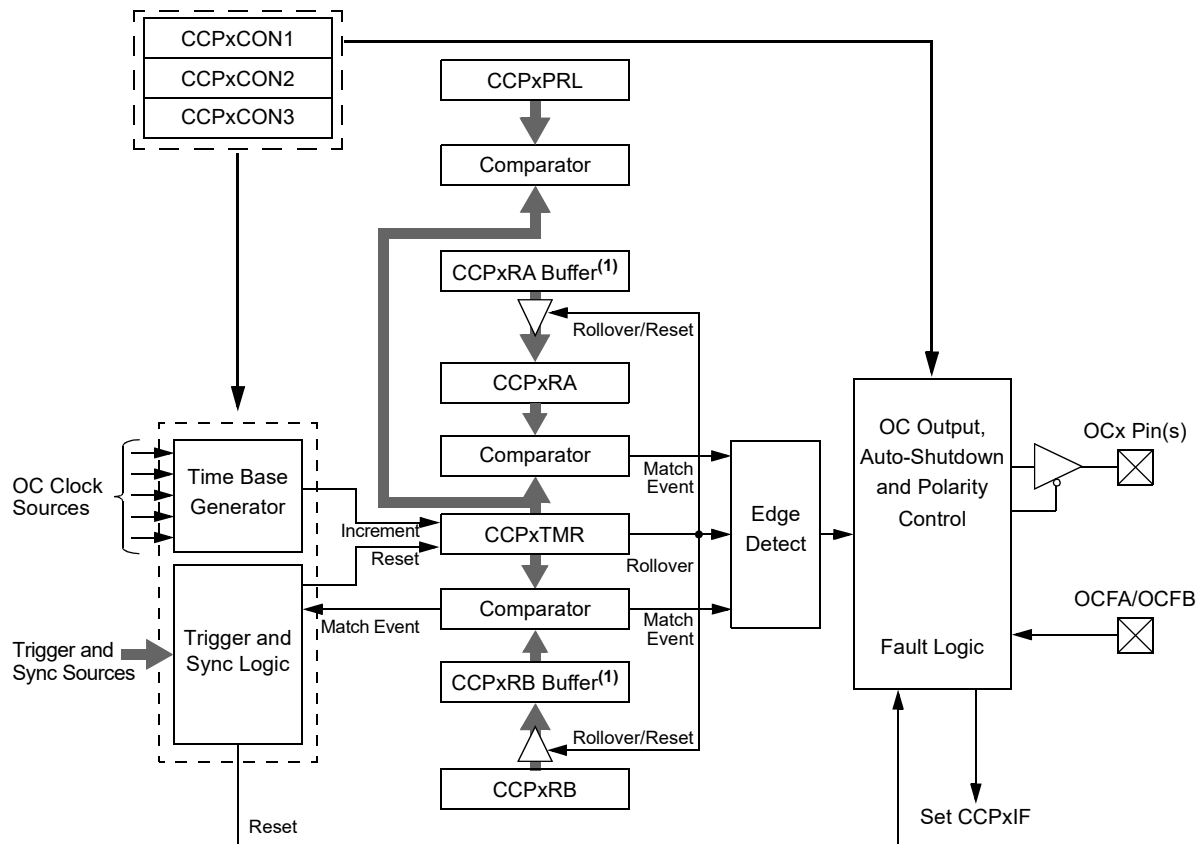 CCPxCON1
CCPxCON2
CCPxCON3
CCPxPRL
Comparator
CCPxRA Buffer(1)
Rollover/Reset
CCPxRA
Comparator
Match
Event
OC Clock
Sources
Time Base
Generator
Increment
Reset
CCPxTMR
Rollover
Edge
Detect
OC Output,
Auto-Shutdown
and Polarity
Control
OCx Pin(s)
Trigger and
Sync Sources
Trigger and
Sync Logic
Match Event
Comparator
Match
Event
CCPxRB Buffer(1)
Rollover/Reset
CCPxRB
Fault Logic
OCFA/OCFB
Reset
Set CCPxIF